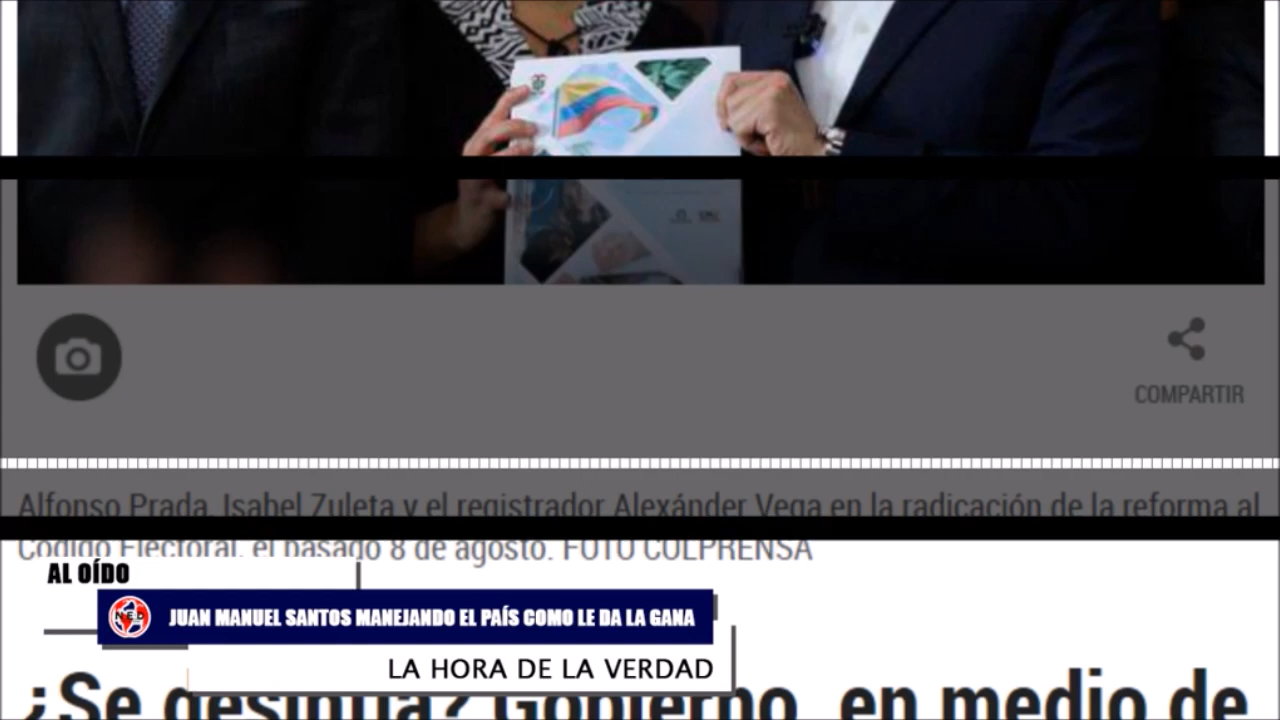 COMPARTIR
Alfonso Prada, Isabel Zuleta y el registrador Alexánder Vega en la radicación de la reforma al
Código Electoral, el pasado 8 de agosto. FOTO COLPRENSA
AL OÍDO
JUAN MANUEL SANTOS MANEJANDO EL PAÍS COMO LE DA LA GANA
LA HORA DE LA VERDAD
¿Se desinfla? Gobierno, en medio de